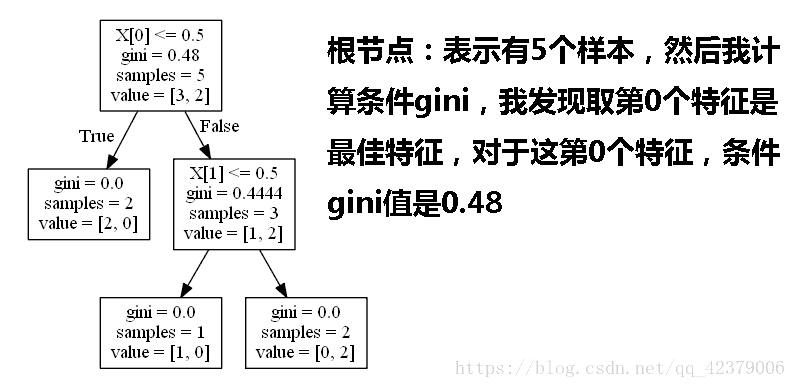 X[0] <= 0.5
gini = 0.48
samples = 5
value = [3, 2]
True
False
gini = 0.0
samples = 2
value = [2, 0]
X[1] <= 0.5
gini = 0.4444
samples = 3
value = [1, 2]
gini = 0.0
samples = 1
value = [1, 0]
gini = 0.0
samples = 2
value = [0, 2]
根节点：表示有5个样本，然后我计
算条件gini，我发现取第0个特征是
最佳特征，对于这第0个特征，条件
gini值是0.48
https://blog.csdn.net/qq_42379006